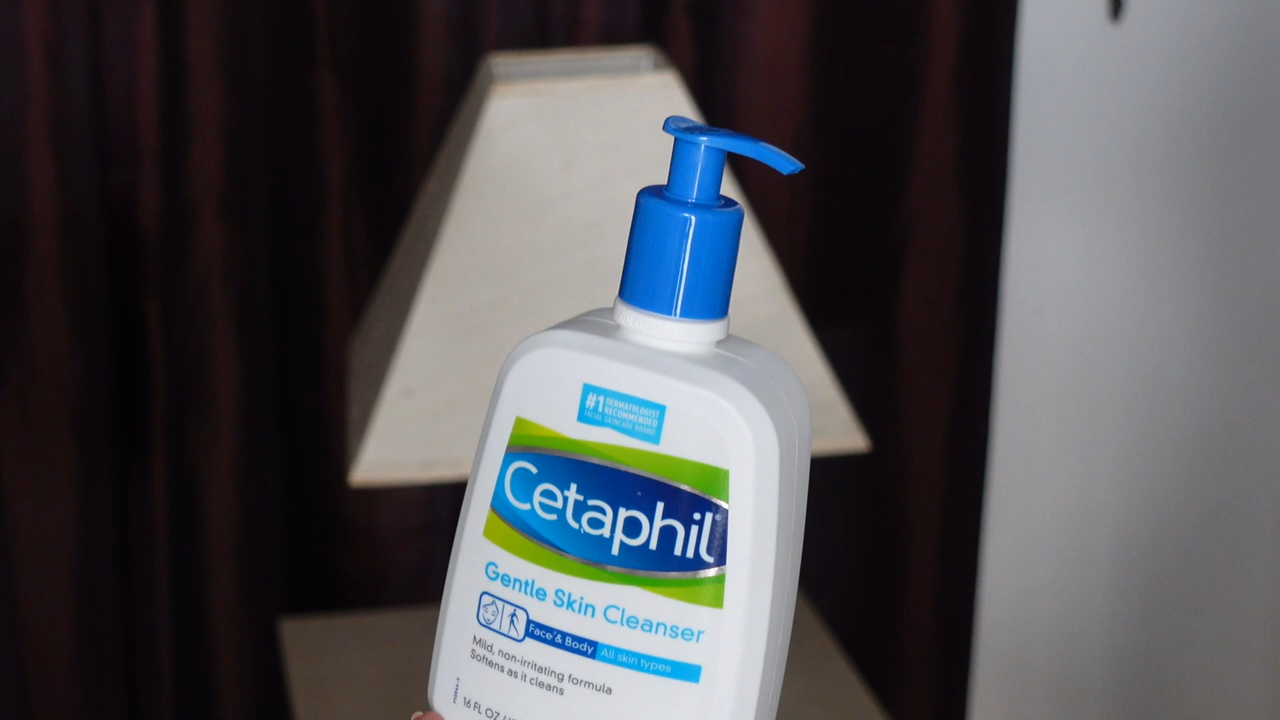 #1 DERMATOLOGIST
RECOMMENDED
FACIAL SKINCARE BRAND
Cetaphil
Gentle Skin Cleanser
Face & Body All skin types
Mild, non-irritating formula
Softens as it cleans
16 FL OZ